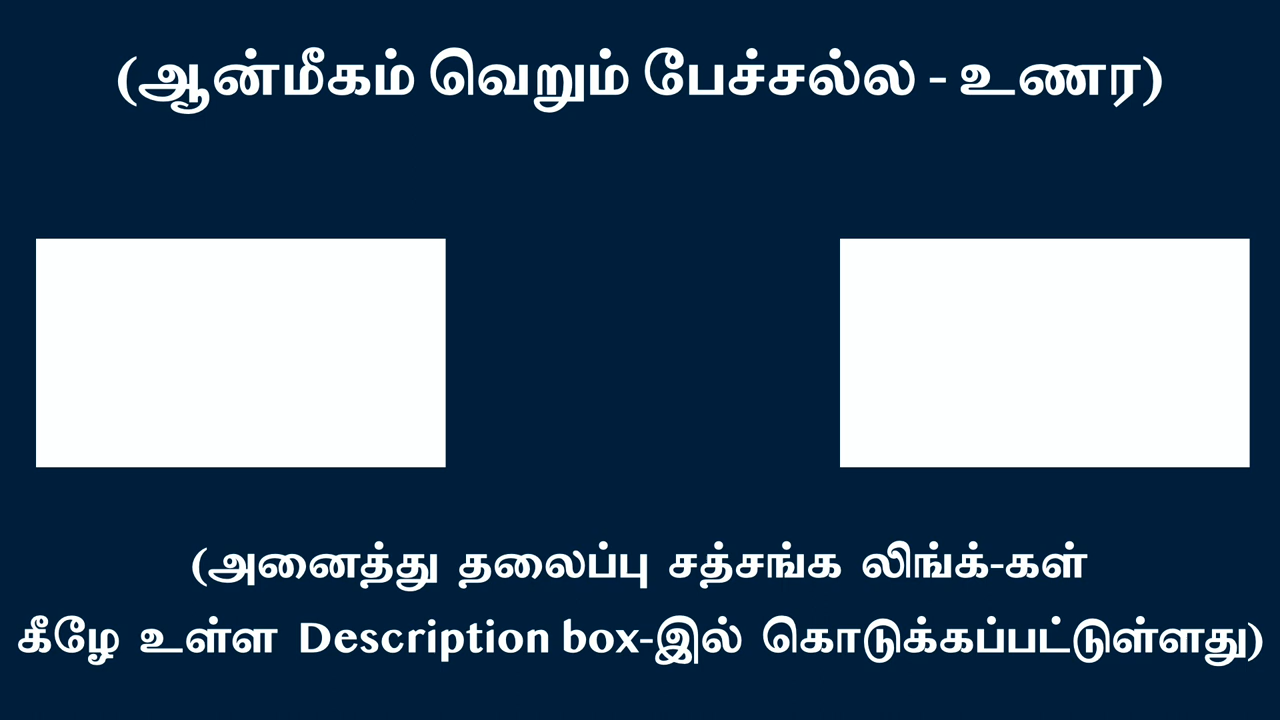 (ஆன்மீகம் வெறும் பேச்சல்ல - உணர)
(அனைத்து தலைப்பு சத்சங்க லிங்க்-கள்
கீழே உள்ள Description box-இல் கொடுக்கப்பட்டுள்ளது)